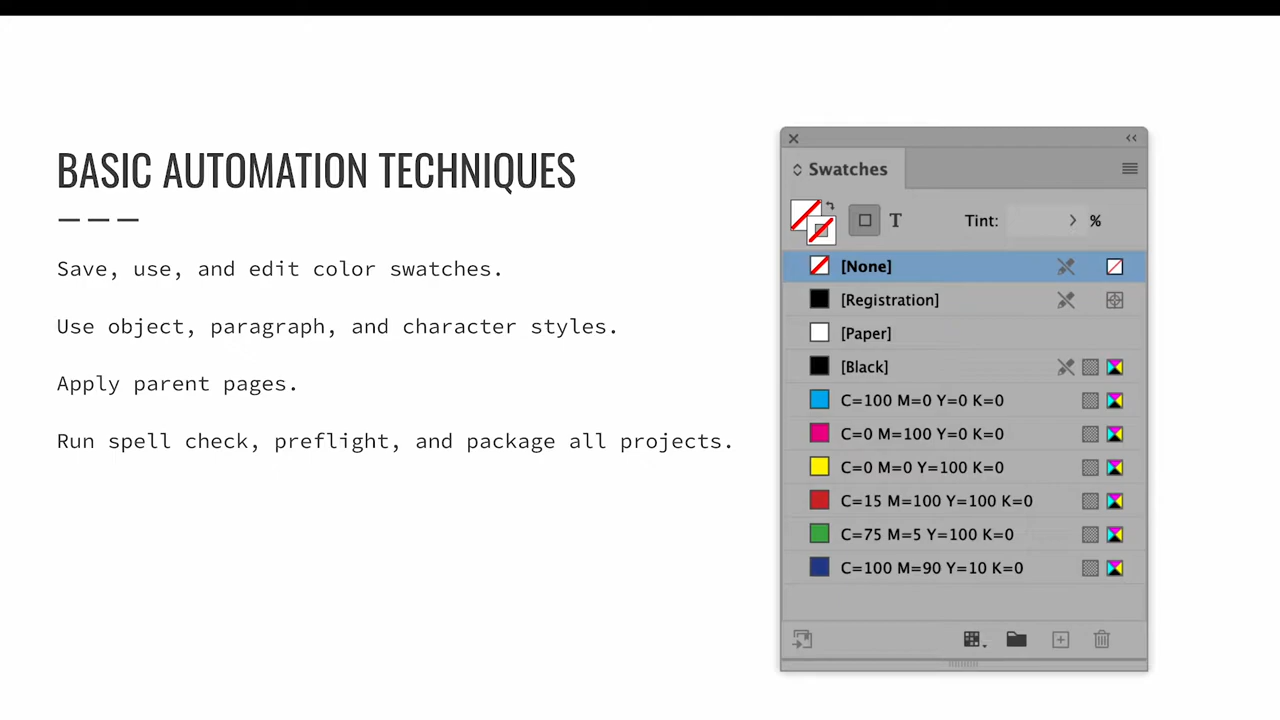 BASIC AUTOMATION TECHNIQUES
Save, use, and edit color swatches.
Use object, paragraph, and character styles.
Apply parent pages.
Run spell check, preflight, and package all projects.
Swatches
T Tint: %
[None]
[Registration]
[Paper]
[Black]
C=100 M=0 Y=0 K=0
C=0 M=100 Y=0 K=0
C=0 M=0 Y=100 K=0
C=15 M=100 Y=100 K=0
C=75 M=5 Y=100 K=0
C=100 M=90 Y=10 K=0